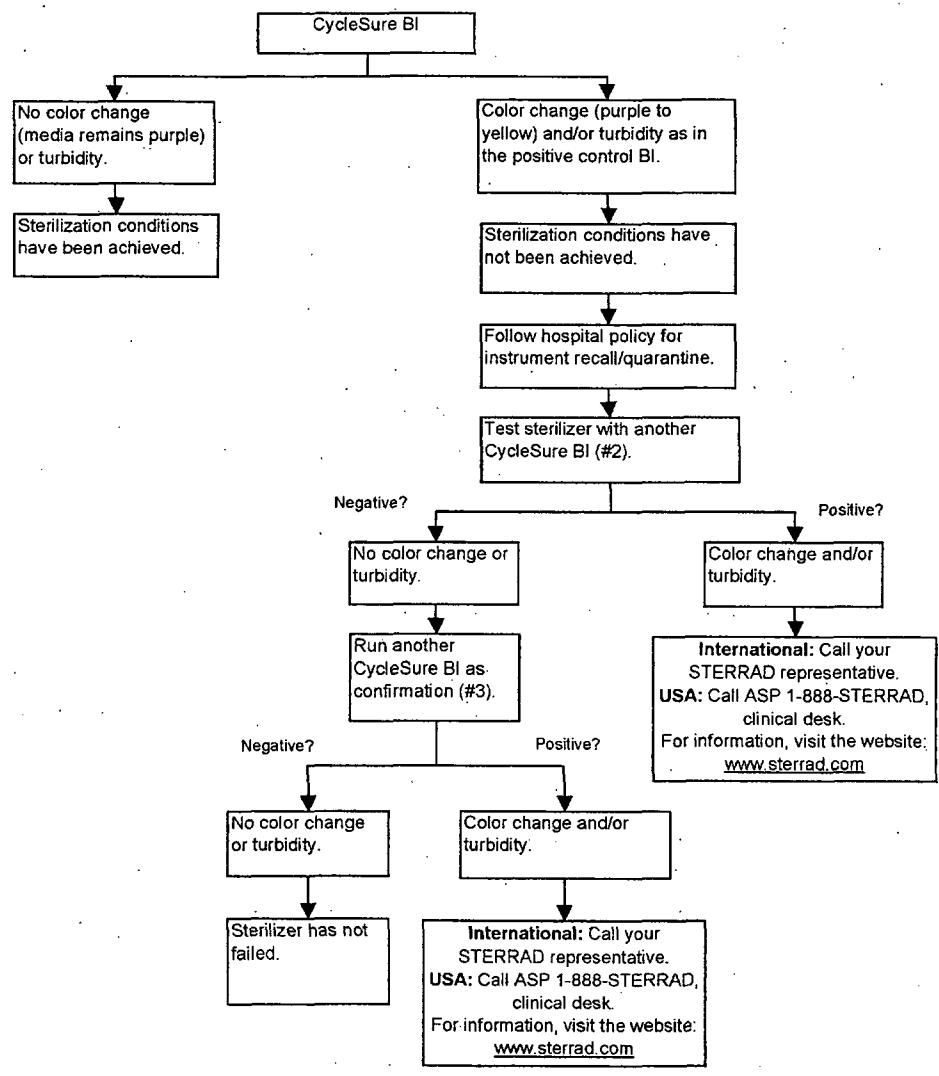 CycleSure BI
No color change
(media remains purple)
or turbidity.
Color change (purple to
yellow) and/or turbidity as in
the positive control BI.
Sterilization conditions
have been achieved.
Sterilization conditions have
not been achieved.
Follow hospital policy for
instrument recall/quarantine.
Test sterilizer with another
CycleSure BI (#2).
Negative?
Positive?
No color change or
turbidity.
Color change and/or
turbidity.
Run another
CycleSure BI as
confirmation (#3).
International: Call your
STERRAD representative.
USA: Call ASP 1-888-STERRAD,
clinical desk.
For information, visit the website:
www.sterrad.com
Negative?
Positive?
No color change
or turbidity.
Color change and/or
turbidity.
Sterilizer has not
failed.
International: Call your
STERRAD representative.
USA: Call ASP 1-888-STERRAD,
clinical desk.
For information, visit the website:
www.sterrad.com